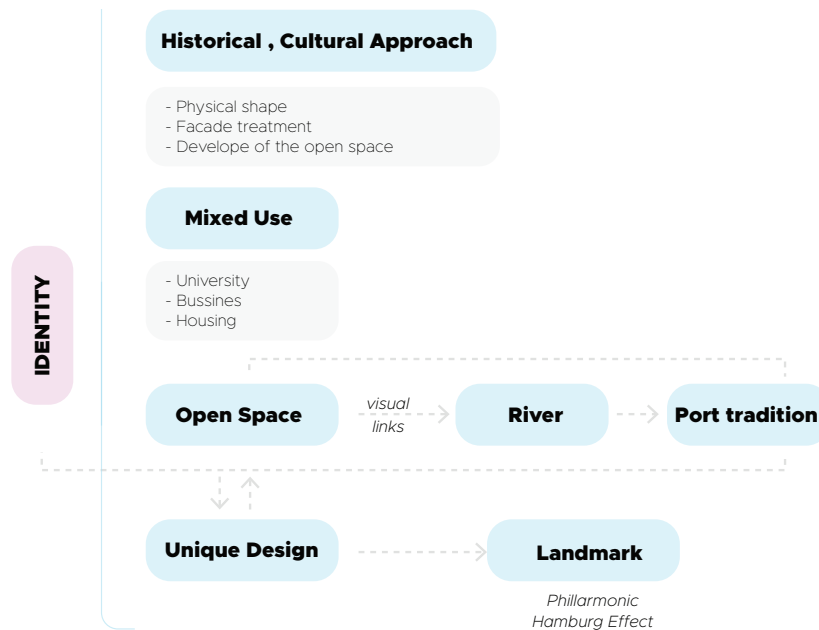 Historical , Cultural Approach
- Physical shape
- Facade treatment
- Develope of the open space
Mixed Use
- University
- Bussines
- Housing
IDENTITY
Open Space
visual
links
River
Port tradition
Unique Design
Landmark
Phillarmonic
Hamburg Effect